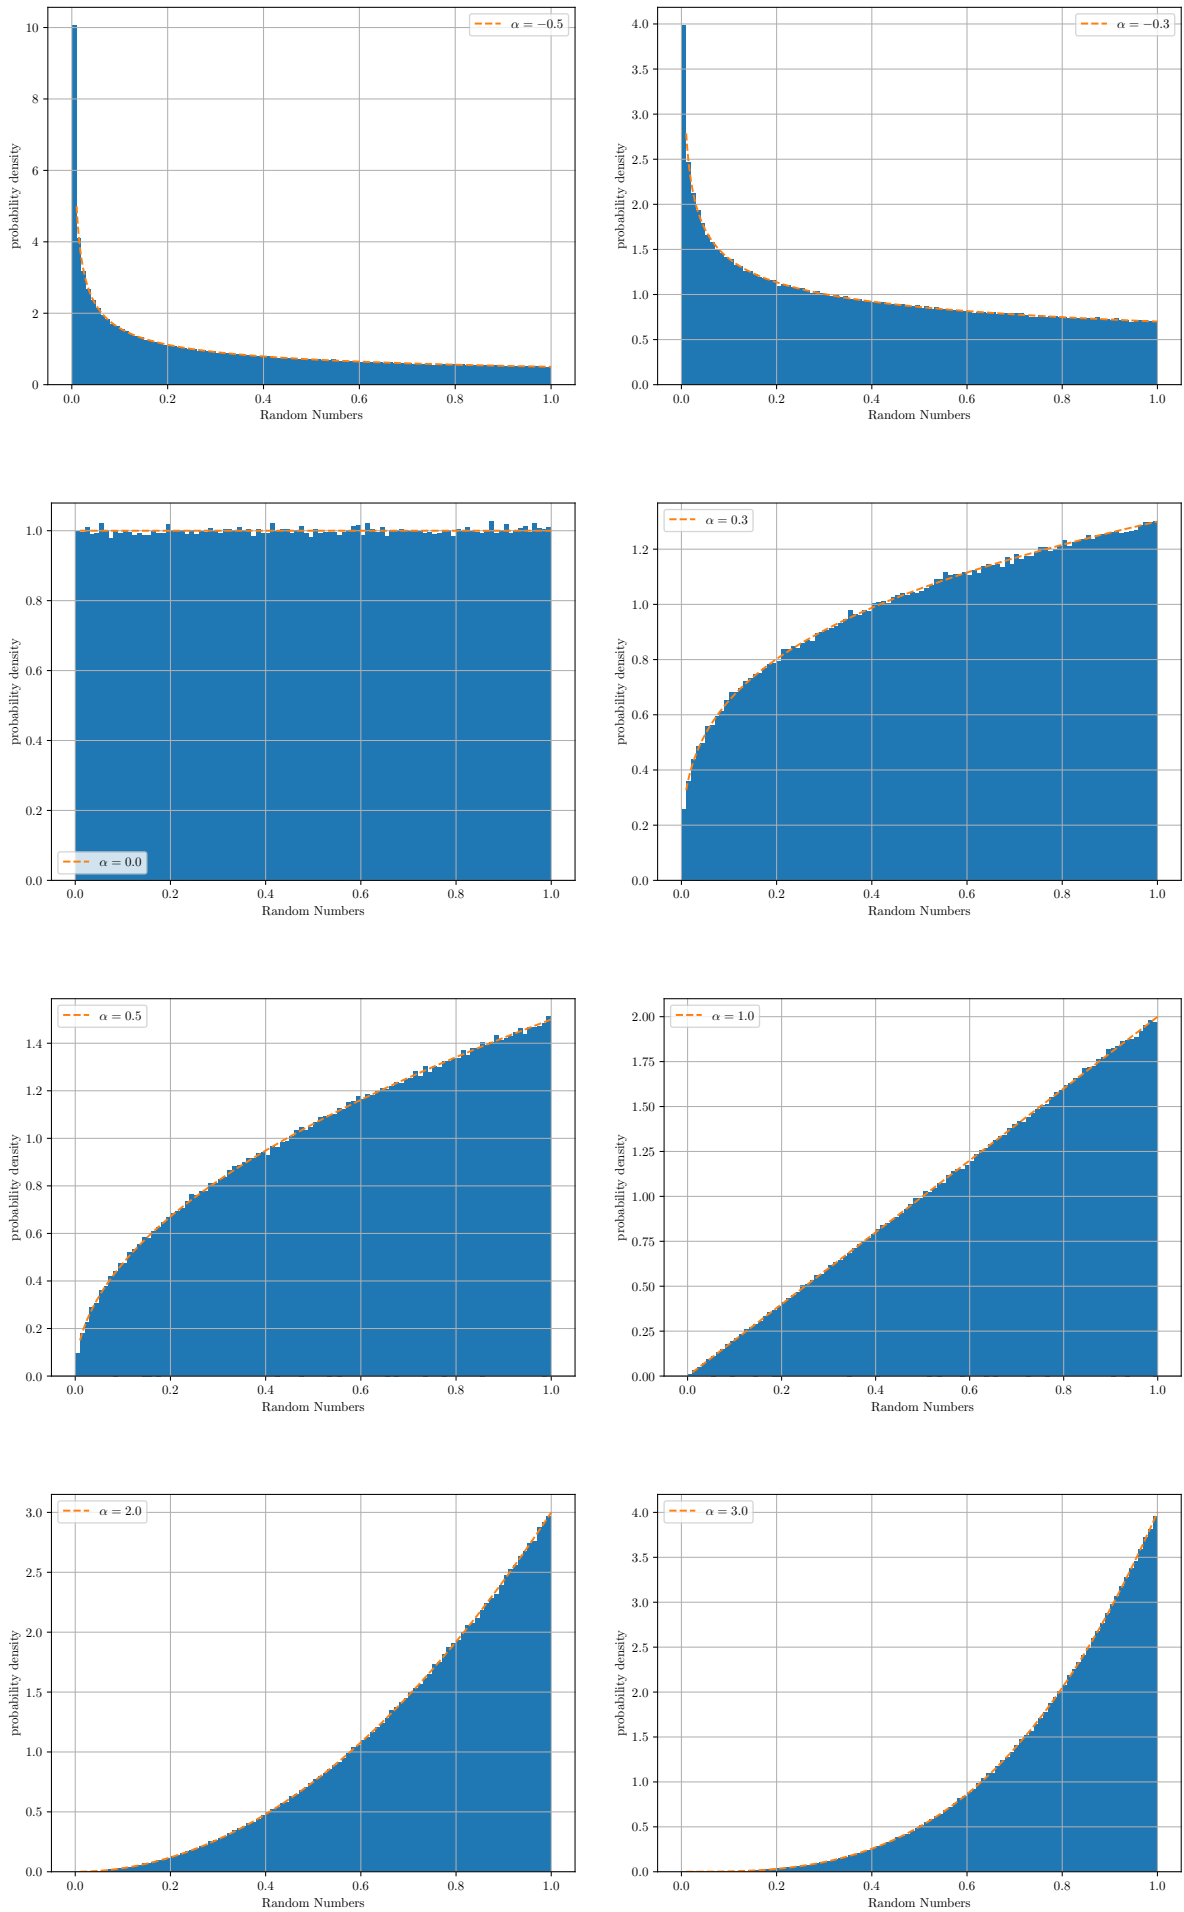 α = −0.5
10
8
6
4
2
0
probability density
0.0 0.2 0.4 0.6 0.8 1.0
Random Numbers
α = −0.3
4.0
3.5
3.0
2.5
2.0
1.5
1.0
0.5
0.0
probability density
0.0 0.2 0.4 0.6 0.8 1.0
Random Numbers
1.0
0.8
0.6
0.4
0.2
0.0
probability density
α = 0.0
0.0 0.2 0.4 0.6 0.8 1.0
Random Numbers
α = 0.3
1.2
1.0
0.8
0.6
0.4
0.2
0.0
probability density
0.0 0.2 0.4 0.6 0.8 1.0
Random Numbers
α = 0.5
1.4
1.2
1.0
0.8
0.6
0.4
0.2
0.0
probability density
0.0 0.2 0.4 0.6 0.8 1.0
Random Numbers
α = 1.0
2.00
1.75
1.50
1.25
1.00
0.75
0.50
0.25
0.00
probability density
0.0 0.2 0.4 0.6 0.8 1.0
Random Numbers
α = 2.0
3.0
2.5
2.0
1.5
1.0
0.5
0.0
probability density
0.0 0.2 0.4 0.6 0.8 1.0
Random Numbers
α = 3.0
4.0
3.5
3.0
2.5
2.0
1.5
1.0
0.5
0.0
probability density
0.0 0.2 0.4 0.6 0.8 1.0
Random Numbers